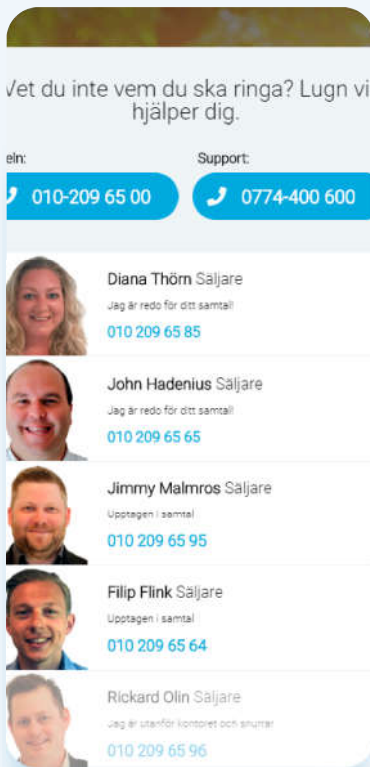 Vet du inte vem du ska ringa? Lugn vi
hjälper dig.
eln:
Support:
010-209 65 00
0774-400 600
Diana Thörn Säljare
Jag är redo för ditt samtal!
010 209 65 85
John Hadenius Säljare
Jag är redo för ditt samtal!
010 209 65 65
Jimmy Malmros Säljare
Upptagen i samtal
010 209 65 95
Filip Flink Säljare
Upptagen i samtal
010 209 65 64
Rickard Olin Säljare
Jag är utanför kontoret och snurrar
010 209 65 96